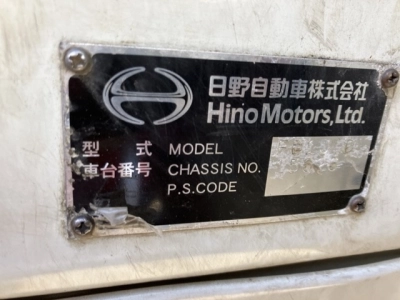 日野自動車株式会社
Hino Motors, Ltd.
型 式 MODEL
車台番号 CHASSIS NO.
P.S.CODE